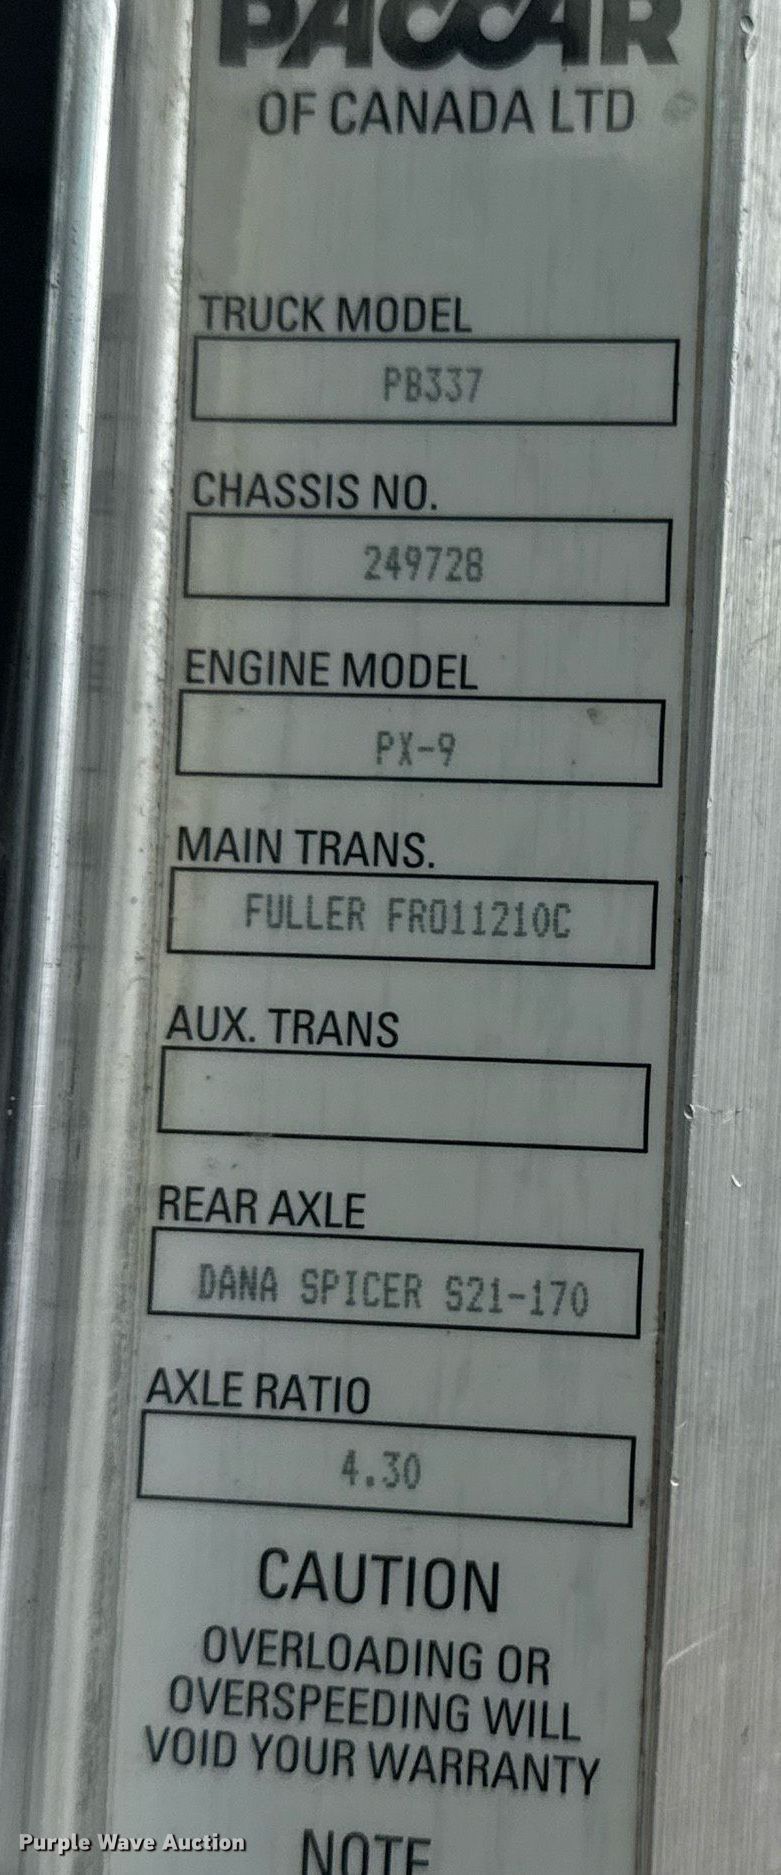 PACCAR
OF CANADA LTD
TRUCK MODEL
PB337
CHASSIS NO.
249728
ENGINE MODEL
PX-9
MAIN TRANS.
FULLER FRO11210C
AUX. TRANS
REAR AXLE
DANA SPICER S21-170
AXLE RATIO
4.30
CAUTION
OVERLOADING OR
OVERSPEEDING WILL
VOID YOUR WARRANTY
NOTE
Purple Wave Auction